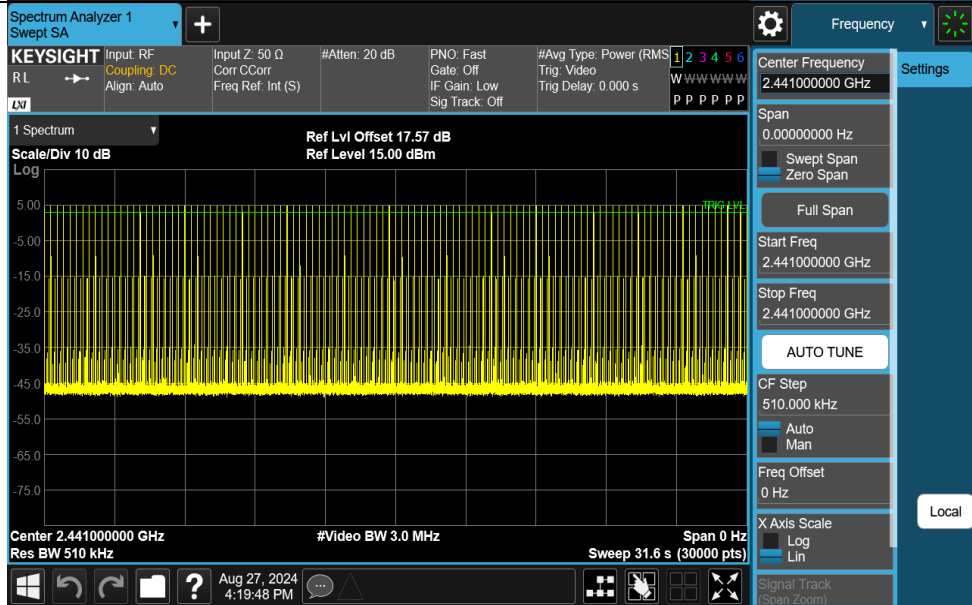 Spectrum Analyzer 1
Swept SA
+
Frequency
KEYSIGHT
RL
LXI
Input: RF
Coupling: DC
Align: Auto
Input Z: 50 Ω
Corr CCorr
Freq Ref: Int (S)
#Atten: 20 dB
PNO: Fast
Gate: Off
IF Gain: Low
Sig Track: Off
#Avg Type: Power (RMS
Trig: Video
Trig Delay: 0.000 s
1 2 3 4 5 6
W W W W W W
P P P P P P
1 Spectrum
Scale/Div 10 dB
Ref Lvl Offset 17.57 dB
Ref Level 15.00 dBm
Log
5.00
-5.00
-15.0
-25.0
-35.0
-45.0
-55.0
-65.0
-75.0
TRIG LVL
Center 2.441000000 GHz
Res BW 510 kHz
#Video BW 3.0 MHz
Span 0 Hz
Sweep 31.6 s (30000 pts)
Center Frequency
2.441000000 GHz
Span
0.00000000 Hz
Swept Span
Zero Span
Full Span
Start Freq
2.441000000 GHz
Stop Freq
2.441000000 GHz
AUTO TUNE
CF Step
510.000 kHz
Auto
Man
Freq Offset
0 Hz
X Axis Scale
Log
Lin
Signal Track
(Span Zoom)
Settings
Local
?
Aug 27, 2024
4:19:48 PM